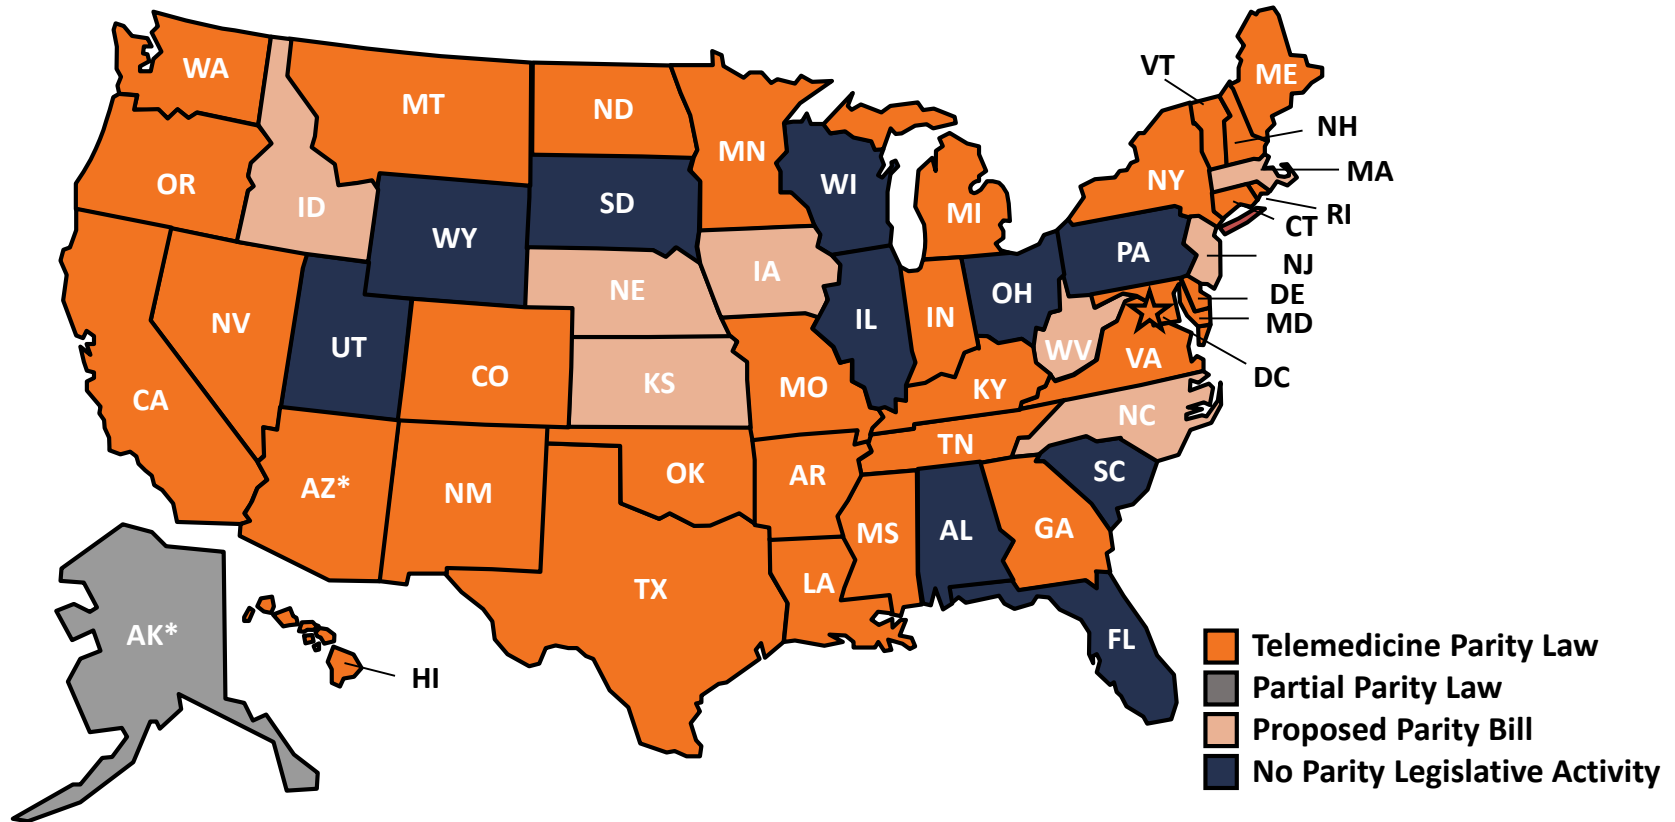 WA
MT
ND
MN
ME
VT
NH
MA
OR
ID
WY
SD
WI
MI
NY
RI
CT
NJ
PA
DE
MD
DC
NV
UT
CO
NE
IA
IL
IN
OH
WV
VA
CA
KS
MO
KY
NC
TN
SC
AZ*
NM
OK
AR
MS
AL
GA
TX
LA
FL
AK*
HI
Telemedicine Parity Law
Partial Parity Law
Proposed Parity Bill
No Parity Legislative Activity